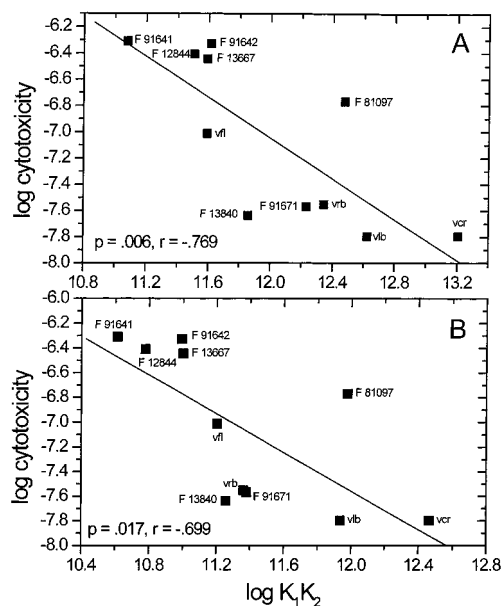 A
-6.2
-6.4
-6.6
-6.8
-7.0
-7.2
-7.4
-7.6
-7.8
-8.0
log cytotoxicity
F 91641
F 91642
F 12844
F 13667
F 81097
vfl
F 91671
vrb
F 13840
vlb
vcr
p = .006, r = -.769
10.8 11.2 11.6 12.0 12.4 12.8 13.2
B
-6.0
-6.2
-6.4
-6.6
-6.8
-7.0
-7.2
-7.4
-7.6
-7.8
-8.0
log cytotoxicity
F 91641
F 91642
F 12844
F 13667
F 81097
vfl
vrb
F 13840
F 91671
vlb
vcr
p = .017, r = -.699
10.4 10.8 11.2 11.6 12.0 12.4 12.8
log K₁K₂